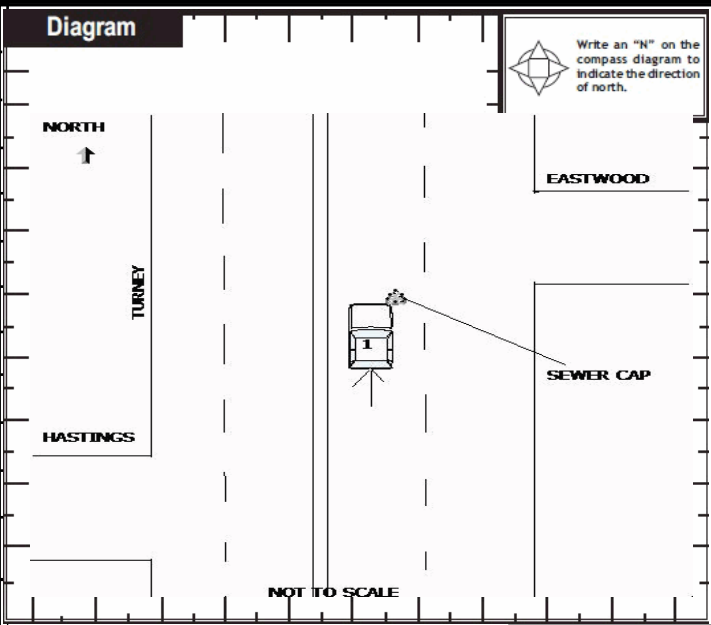 Diagram
Write an “N” on the
compass diagram to
indicate the direction
of north.
NORTH
EASTWOOD
TURNEY
1
SEWER CAP
HASTINGS
NOT TO SCALE